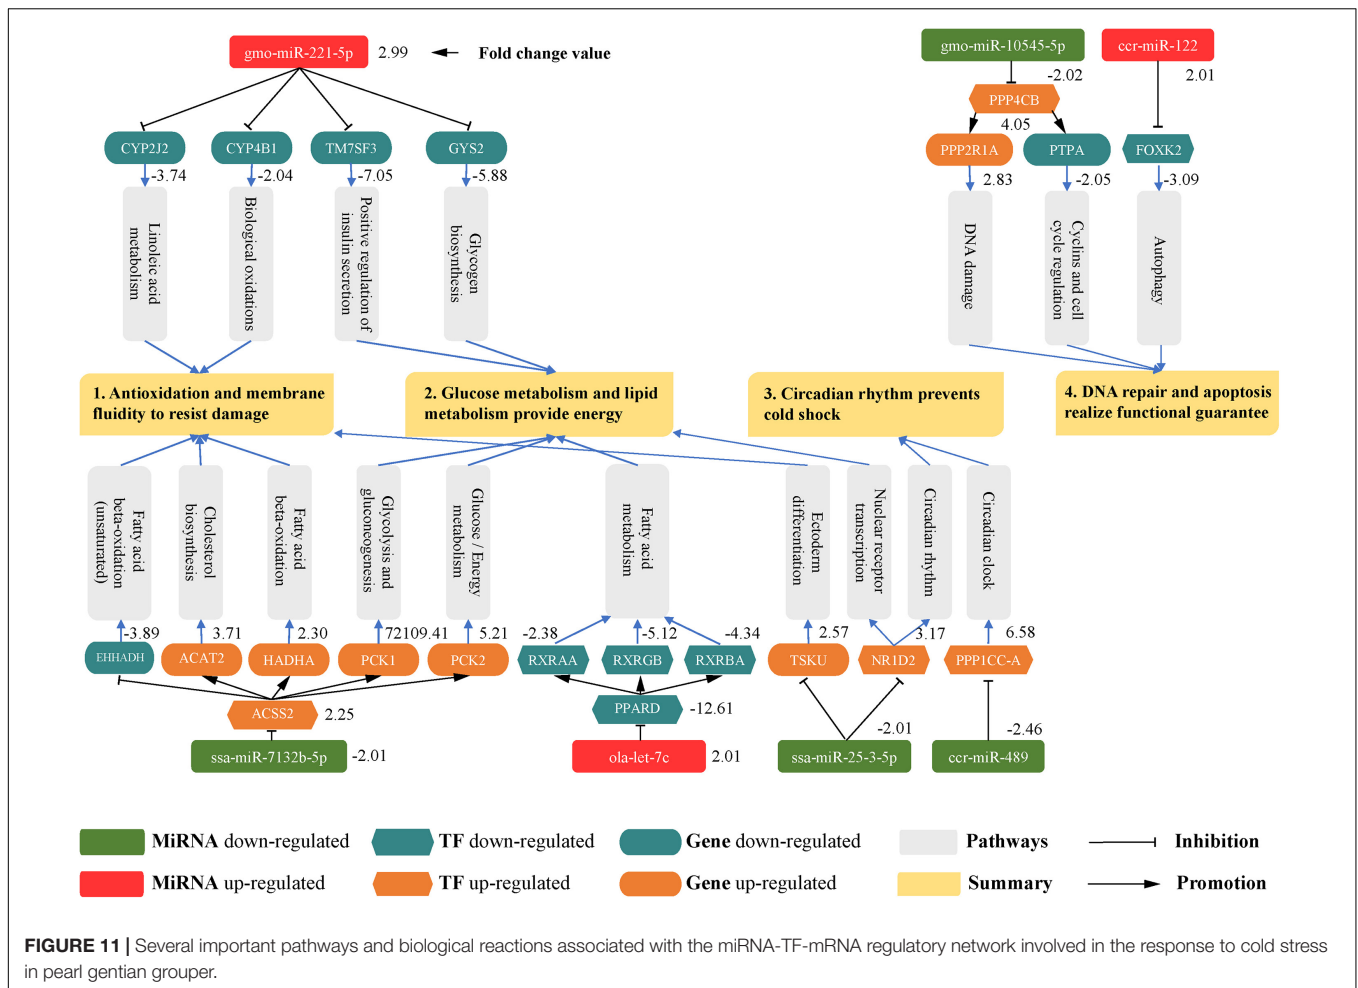 gmo-miR-221-5p
2.99
Fold change value
gmo-miR-10545-5p
-2.02
ccr-miR-122
2.01
PPP4CB
4.05
CYP2J2
-3.74
CYP4B1
-2.04
TM7SF3
-7.05
GYS2
-5.88
PPP2R1A
2.83
PTPA
-2.05
FOXK2
-3.09
Linoleic acid
metabolism
Biological oxidations
Positive regulation of
insulin secretion
Glycogen
biosynthesis
DNA damage
Cyclins and cell
cycle regulation
Autophagy
1. Antioxidation and membrane
fluidity to resist damage
2. Glucose metabolism and lipid
metabolism provide energy
3. Circadian rhythm prevents
cold shock
4. DNA repair and apoptosis
realize functional guarantee
Fatty acid
beta-oxidation
(unsaturated)
Cholesterol
biosynthesis
Fatty acid
beta-oxidation
Glycolysis and
gluconeogenesis
Glucose / Energy
metabolism
Fatty acid
metabolism
Ectoderm
differentiation
Nuclear receptor
transcription
Circadian rhythm
Circadian clock
-3.89
3.71
2.30
72109.41
5.21
-2.38
-5.12
-4.34
2.57
3.17
6.58
EHHADH
ACAT2
HADHA
PCK1
PCK2
RXRAA
RXRGB
RXRBA
TSKU
NR1D2
PPP1CC-A
ACSS2
2.25
PPARD
-12.61
-2.01
-2.46
ssa-miR-7132b-5p
-2.01
ola-let-7c
2.01
ssa-miR-25-3-5p
ccr-miR-489
MiRNA down-regulated
TF down-regulated
Gene down-regulated
Pathways
Inhibition
MiRNA up-regulated
TF up-regulated
Gene up-regulated
Summary
Promotion
FIGURE 11 | Several important pathways and biological reactions associated with the miRNA-TF-mRNA regulatory network involved in the response to cold stress
in pearl gentian grouper.